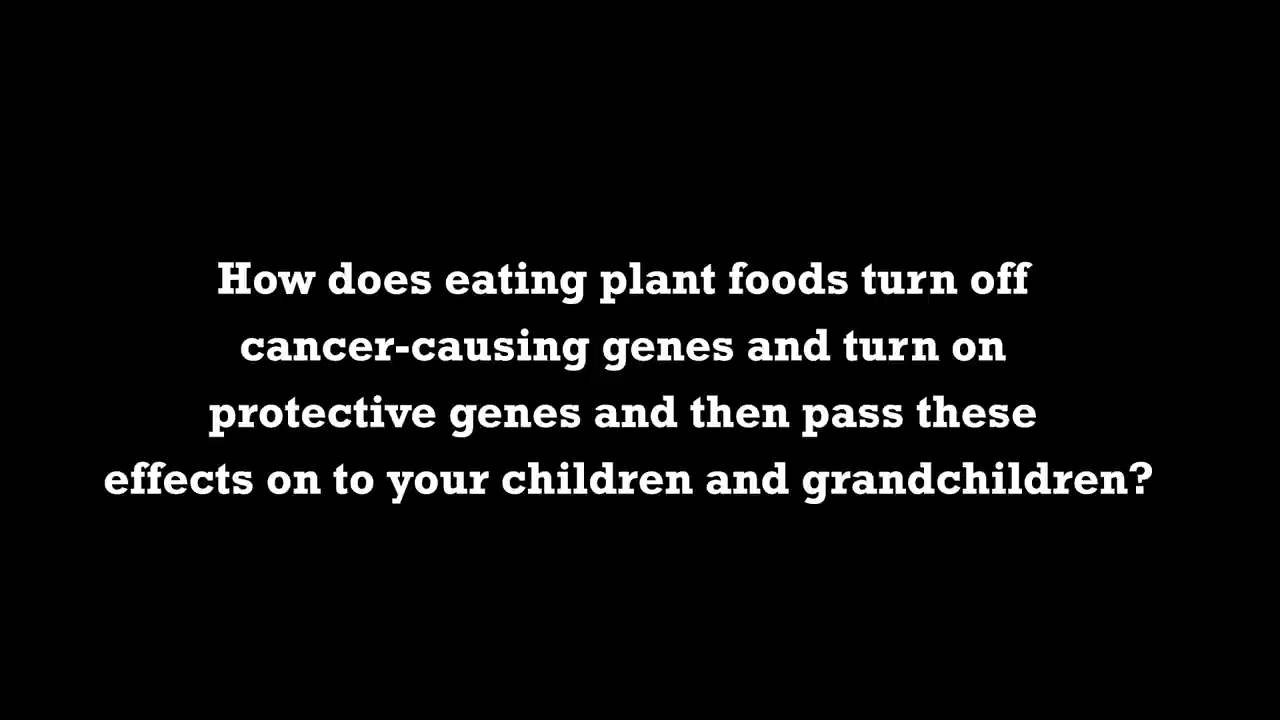 How does eating plant foods turn off
cancer-causing genes and turn on
protective genes and then pass these
effects on to your children and grandchildren?